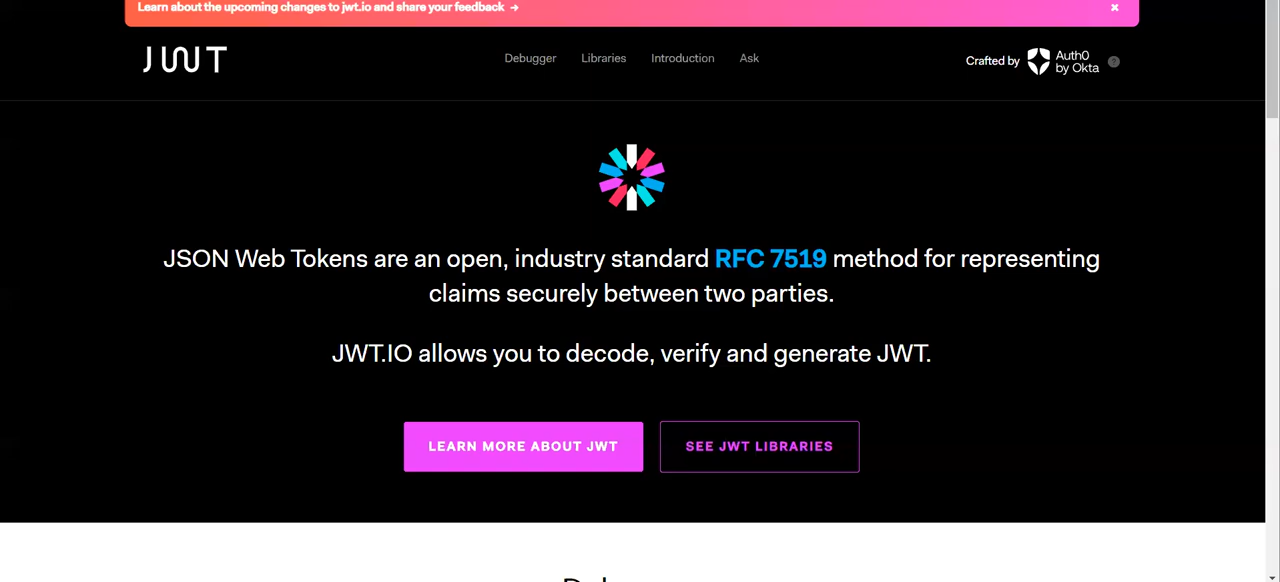 Learn about the upcoming changes to jwt.io and share your feedback →
JWT
Debugger Libraries Introduction Ask
Crafted by Auth0 by Okta ?
JSON Web Tokens are an open, industry standard RFC 7519 method for representing
claims securely between two parties.
JWT.IO allows you to decode, verify and generate JWT.
LEARN MORE ABOUT JWT SEE JWT LIBRARIES